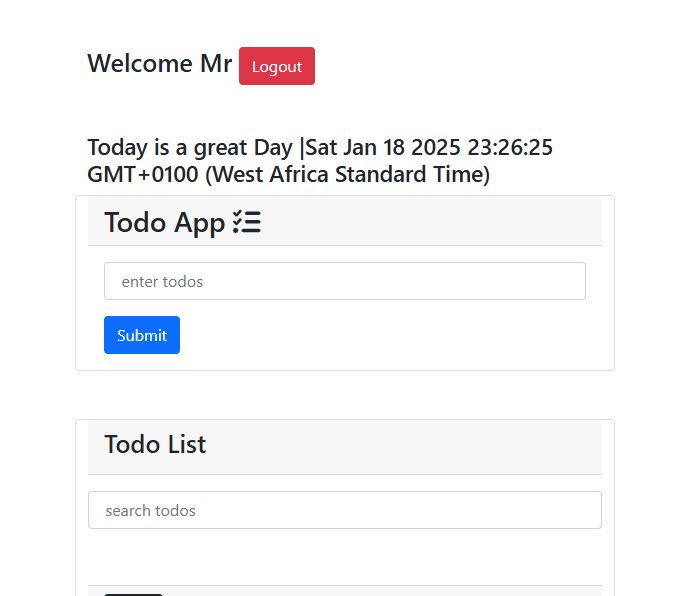 Welcome Mr Logout
Today is a great Day |Sat Jan 18 2025 23:26:25
GMT+0100 (West Africa Standard Time)
Todo App
enter todos
Submit
Todo List
search todos